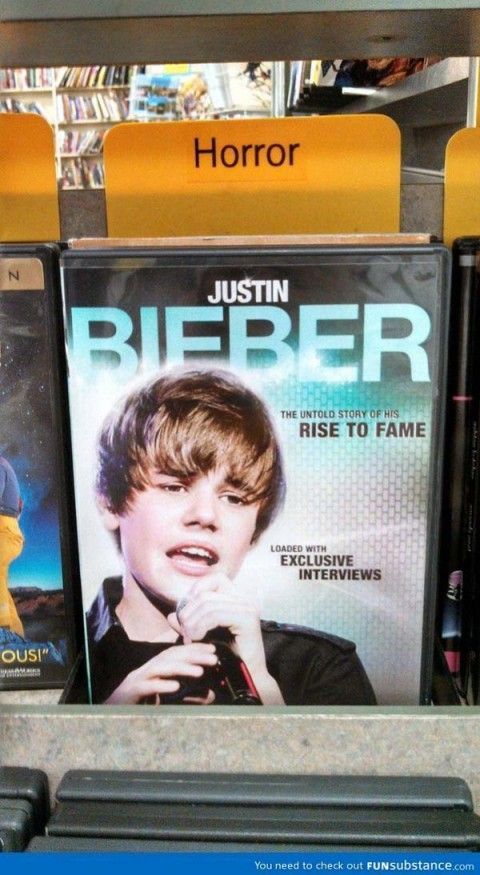 Horror
N
JUSTIN
BIEBER
THE UNTOLD STORY OF HIS
RISE TO FAME
LOADED WITH
EXCLUSIVE
INTERVIEWS
OUS!"
You need to check out FUNsubstance.com